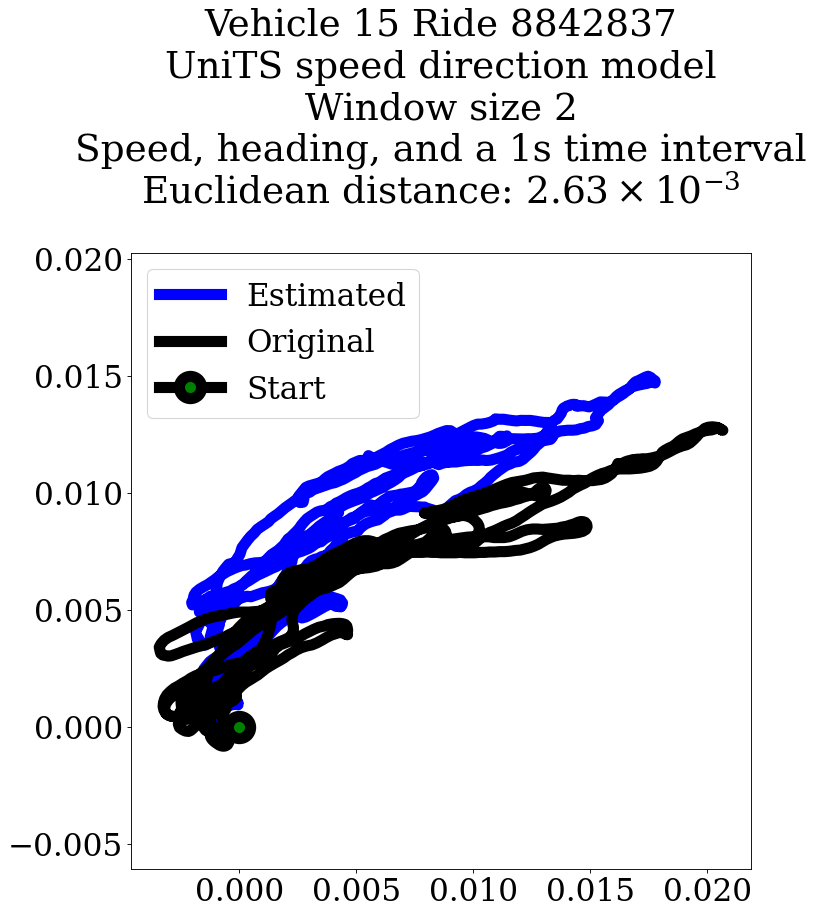 Vehicle 15 Ride 8842837
UniTS speed direction model
Window size 2
Speed, heading, and a 1s time interval
Euclidean distance: 2.63 × 10⁻³
0.020
0.015
0.010
0.005
0.000
−0.005
Estimated
Original
Start
0.000 0.005 0.010 0.015 0.020